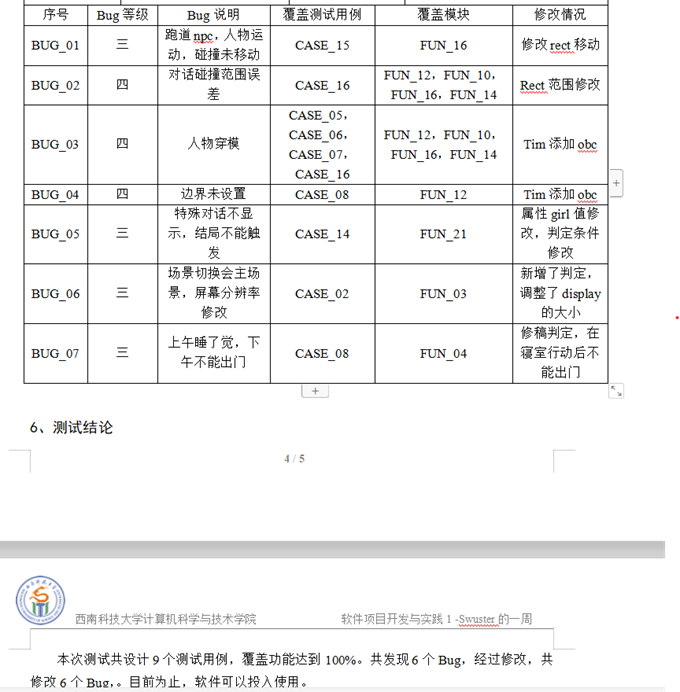 序号 Bug 等级 Bug 说明 覆盖测试用例 覆盖模块 修改情况
BUG_01 三 跑道 npc，人物运 CASE_15 FUN_16 修改 rect 移动
动，碰撞未移动
BUG_02 四 对话碰撞范围误 CASE_16 FUN_12，FUN_10， Rect 范围修改
差 FUN_16，FUN_14
BUG_03 四 人物穿模 CASE_05， FUN_12，FUN_10， Tim 添加 obc
CASE_06， FUN_16，FUN_14
CASE_07，
CASE_16
BUG_04 四 边界未设置 CASE_08 FUN_12 Tim 添加 obc
BUG_05 三 特殊对话不显 CASE_14 FUN_21 属性 girl 值修
示，结局不能触 改，判定条件
发 修改
BUG_06 三 场景切换会主场 CASE_02 FUN_03 新增了判定，
景，屏幕分辨率 调整了 display
修改 的大小
BUG_07 三 上午睡了觉，下 CASE_08 FUN_04 修稿判定，在
午不能出门 寝室行动后不
能出门
6、测试结论
4 / 5
西南科技大学计算机科学与技术学院 软件项目开发与实践 1 -Swuster 的一周
本次测试共设计 9 个测试用例，覆盖功能达到 100%。共发现 6 个 Bug，经过修改，共
修改 6 个 Bug，。目前为止，软件可以投入使用。